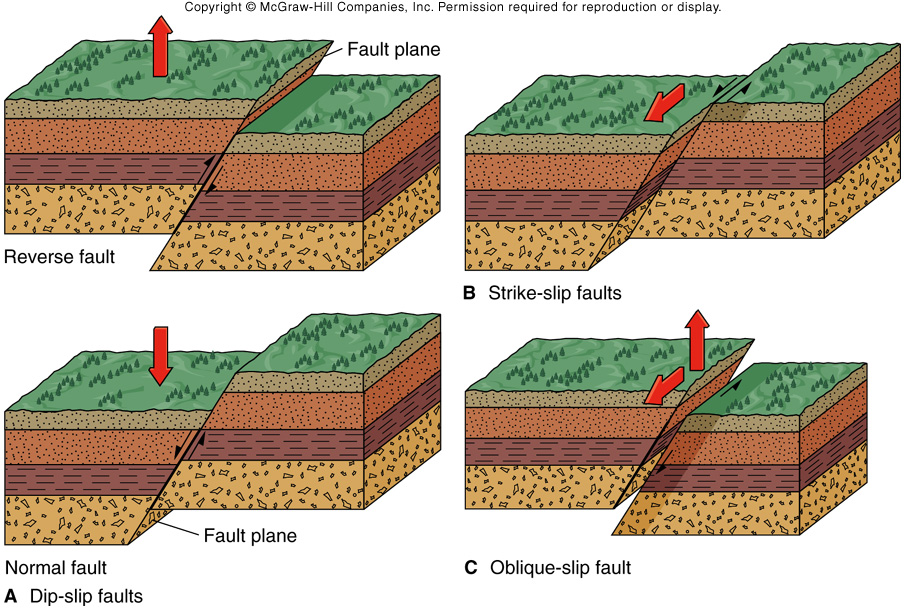 Copyright © McGraw-Hill Companies, Inc. Permission required for reproduction or display.
Fault plane
Reverse fault
B Strike-slip faults
Fault plane
Normal fault
A Dip-slip faults
C Oblique-slip fault